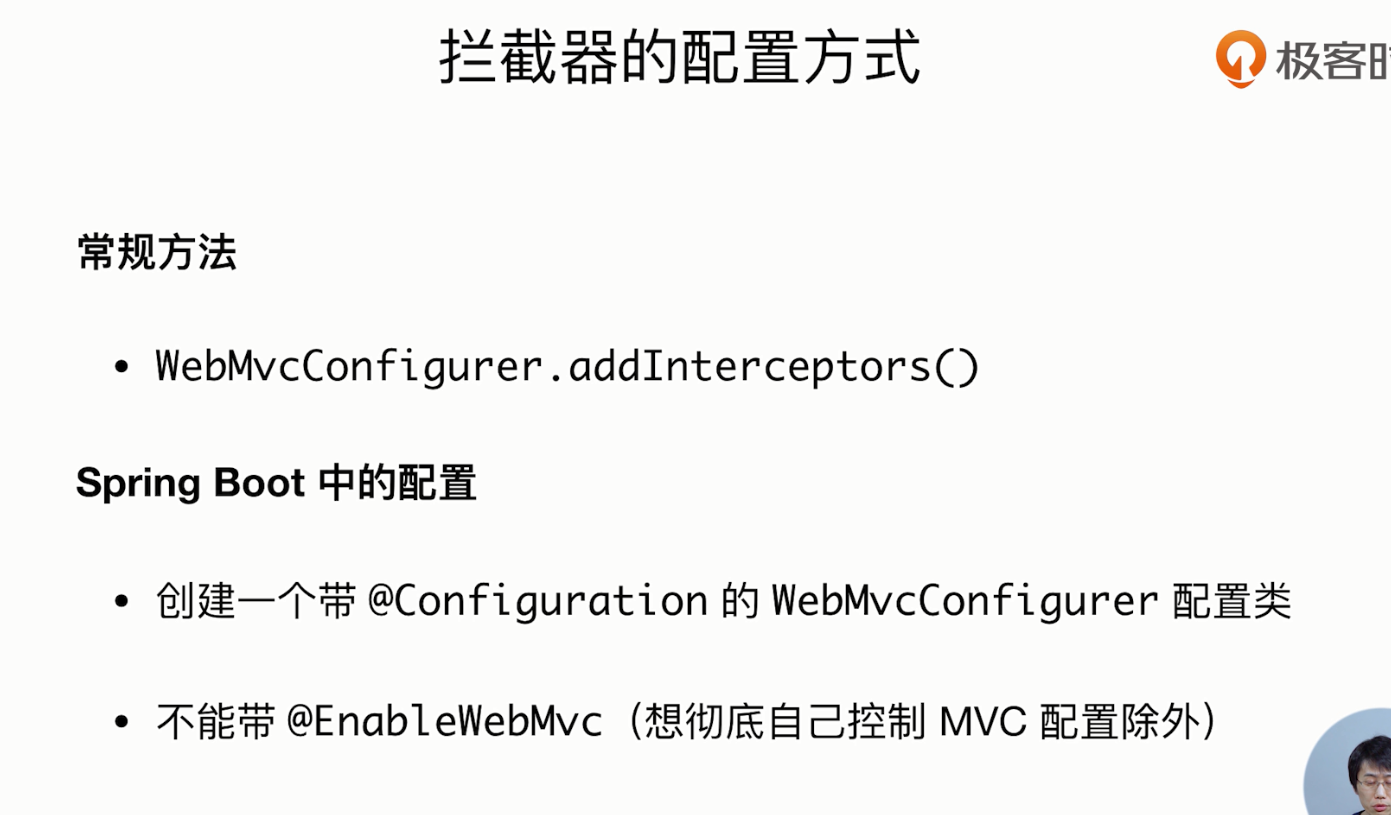 拦截器的配置方式
极客时
常规方法
• WebMvcConfigurer.addInterceptors()
Spring Boot 中的配置
• 创建一个带 @Configuration 的 WebMvcConfigurer 配置类
• 不能带 @EnableWebMvc（想彻底自己控制 MVC 配置除外）